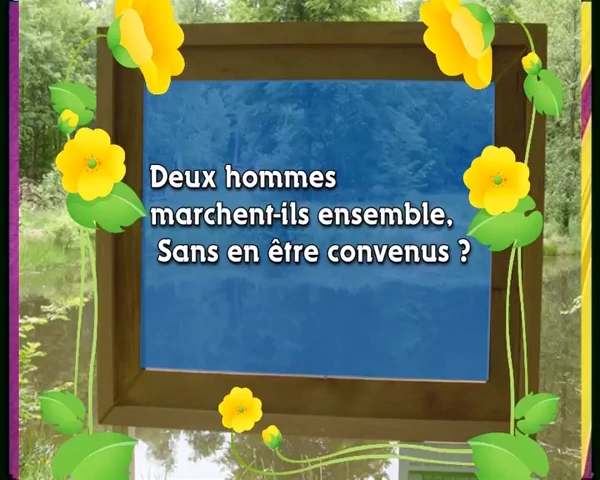 Deux hommes
marchent-ils ensemble,
Sans en être convenus ?